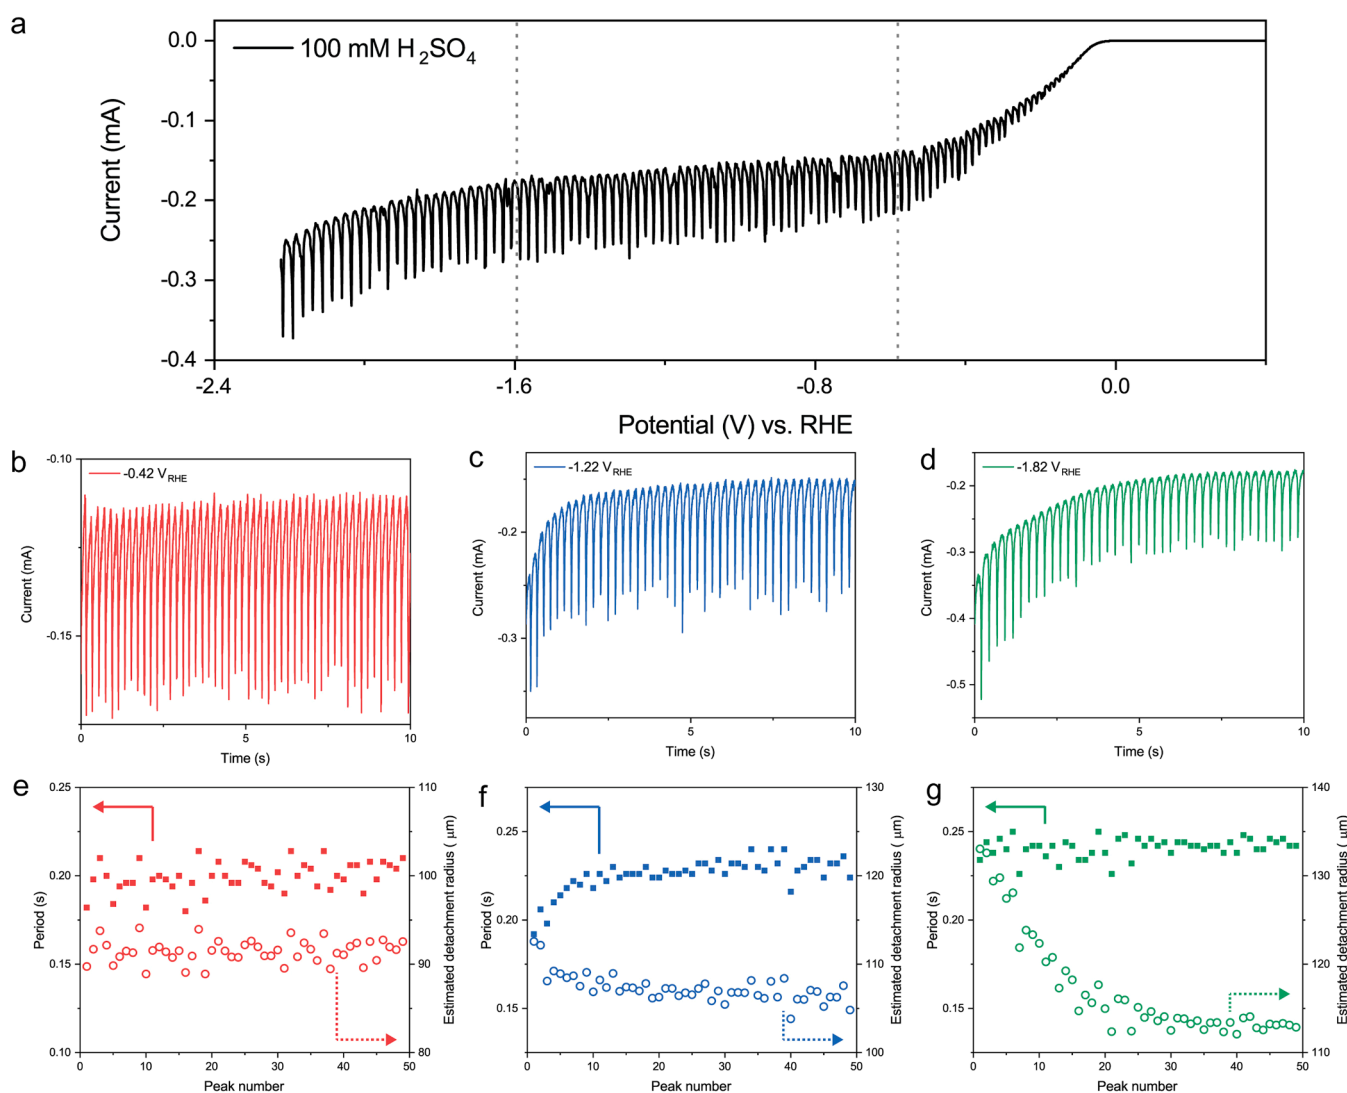 a
100 mM H2SO4
0.0
-0.1
-0.2
-0.3
-0.4
Current (mA)
-2.4
-1.6
-0.8
0.0
Potential (V) vs. RHE
b
-0.42 VRHE
-0.10
-0.15
Current (mA)
0
5
10
Time (s)
c
-1.22 VRHE
-0.2
-0.3
Current (mA)
0
5
10
Time (s)
d
-1.82 VRHE
-0.2
-0.3
-0.4
-0.5
Current (mA)
0
5
10
Time (s)
e
0.25
0.20
0.15
0.10
Period (s)
110
100
90
80
Estimated detachment radius ( μm)
0
10
20
30
40
50
Peak number
f
0.25
0.20
0.15
Period (s)
130
120
110
100
Estimated detachment radius ( μm)
0
10
20
30
40
50
Peak number
g
0.25
0.20
0.15
Period (s)
140
130
120
110
Estimated detachment radius ( μm)
0
10
20
30
40
50
Peak number